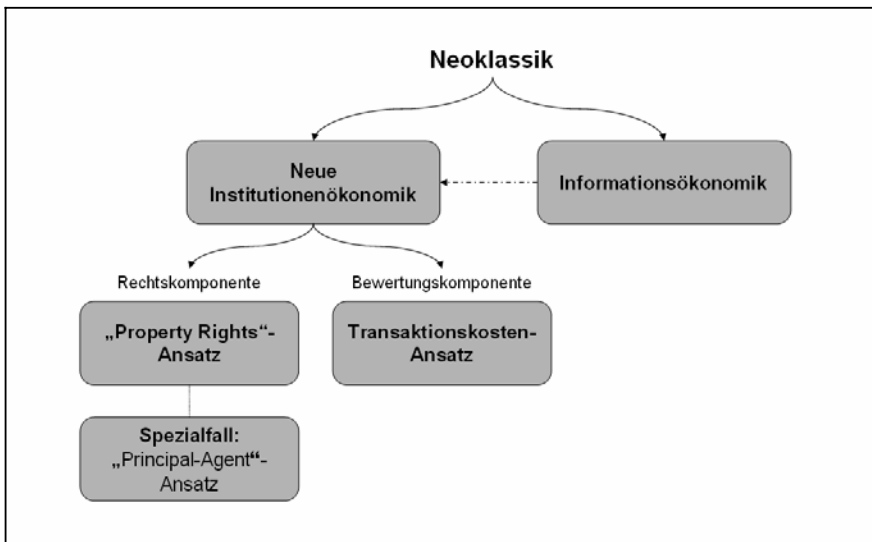 Neoklassik
Neue
Institutionenökonomik
Informationsökonomik
Rechtskomponente
Bewertungskomponente
„Property Rights“-
Ansatz
Transaktionskosten-
Ansatz
Spezialfall:
„Principal-Agent“-
Ansatz